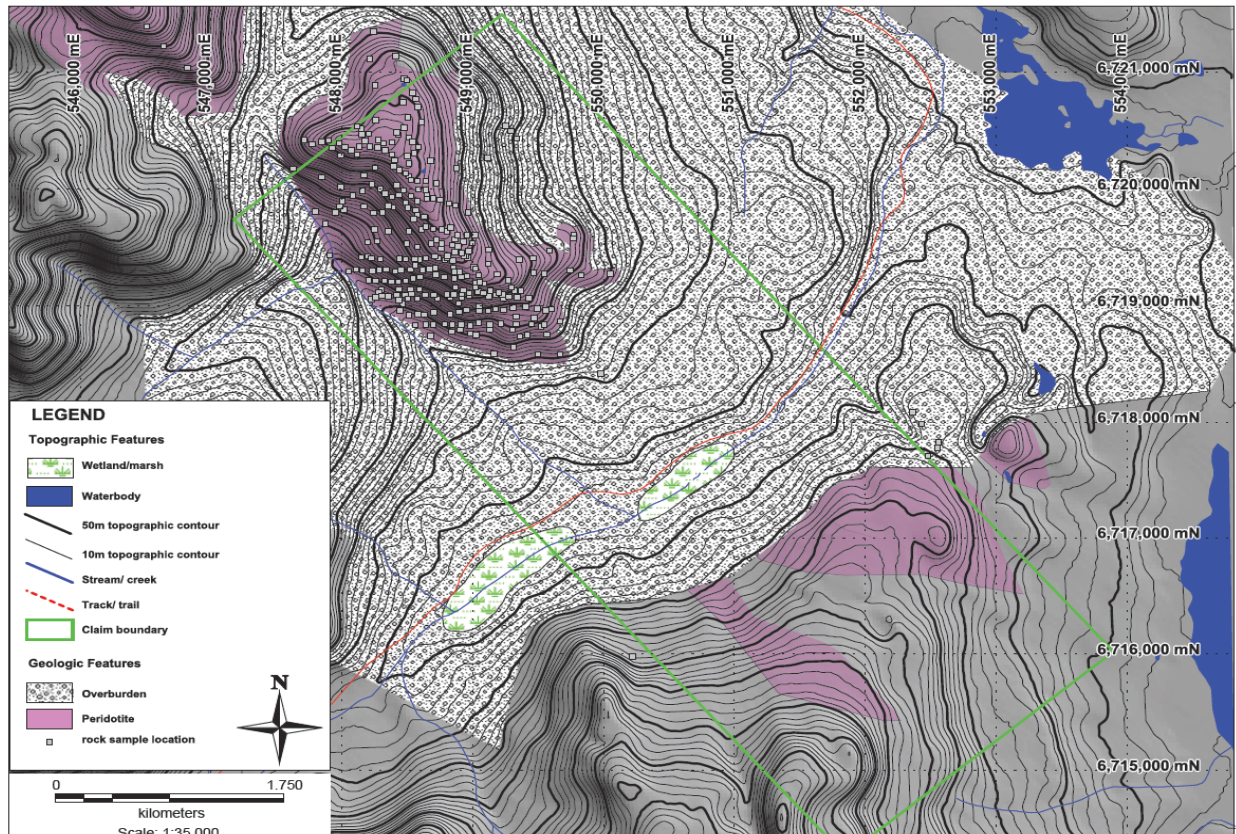 546,000 mE
547,000 mE
548,000 mE
549,000 mE
550,000 mE
551,000 mE
552,000 mE
553,000 mE
554,000 mE
6,721,000 mN
6,720,000 mN
6,719,000 mN
6,718,000 mN
6,717,000 mN
6,716,000 mN
6,715,000 mN
LEGEND
Topographic Features
Wetland/marsh
Waterbody
50m topographic contour
10m topographic contour
Stream/ creek
Track/ trail
Claim boundary
Geologic Features
Overburden
Peridotite
rock sample location
N
0 1.750
kilometers
Scale: 1:35,000